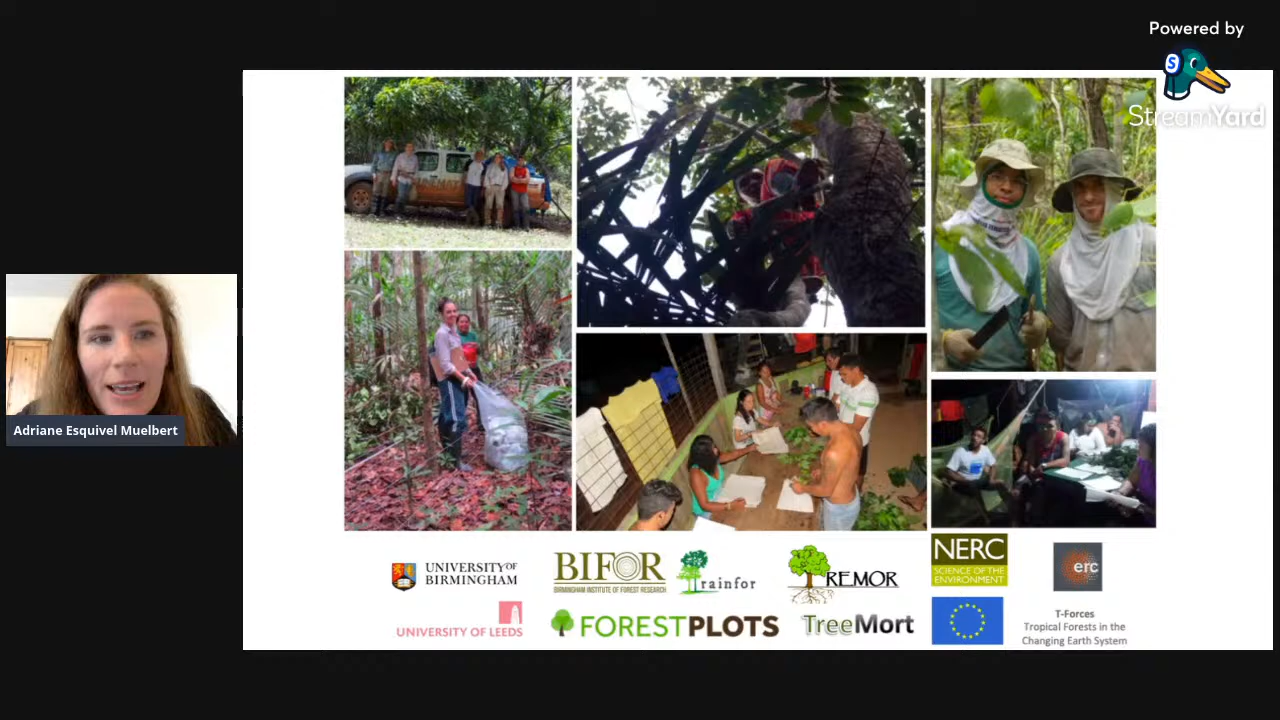 Powered by
S
StreamYard
Adriane Esquivel Muelbert
UNIVERSITY OF
BIRMINGHAM
BIFOR
BIRMINGHAM INSTITUTE OF FOREST RESEARCH
rainfor
REMOR
NERC
SCIENCE OF THE
ENVIRONMENT
erc
UNIVERSITY OF LEEDS
FORESTPLOTS
TreeMort
T-Forces
Tropical Forests in the
Changing Earth System